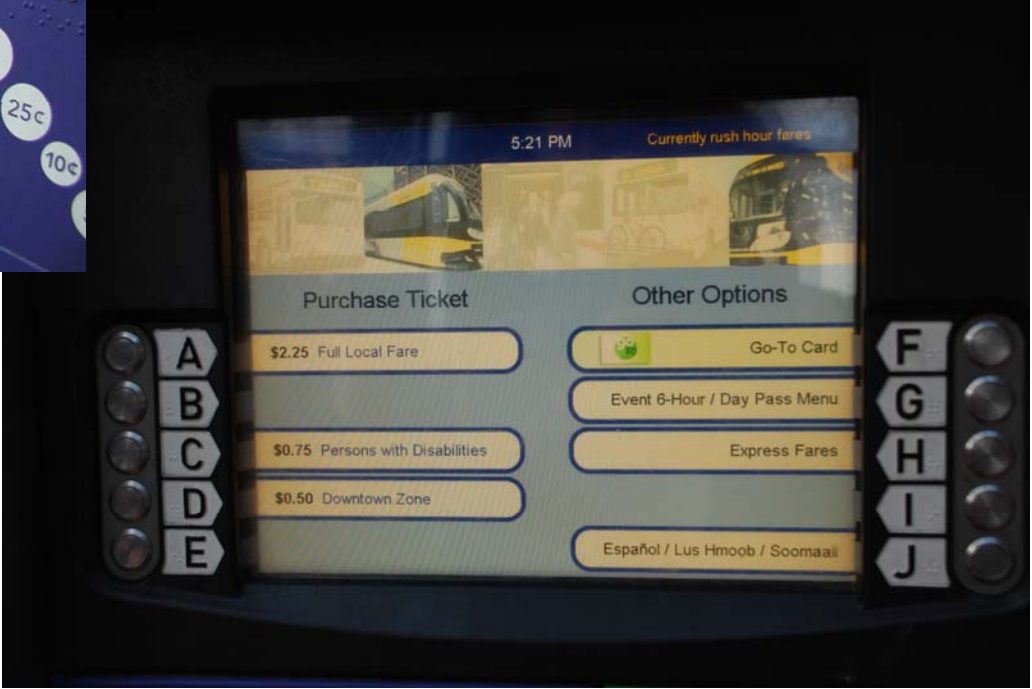 25¢
10¢
5:21 PM
Currently rush hour fares
Purchase Ticket
Other Options
A
$2.25 Full Local Fare
B
C
$0.75 Persons with Disabilities
D
$0.50 Downtown Zone
E
Go-To Card
F
Event 6-Hour / Day Pass Menu
G
Express Fares
H
I
Español / Lus Hmoob / Soomaali
J